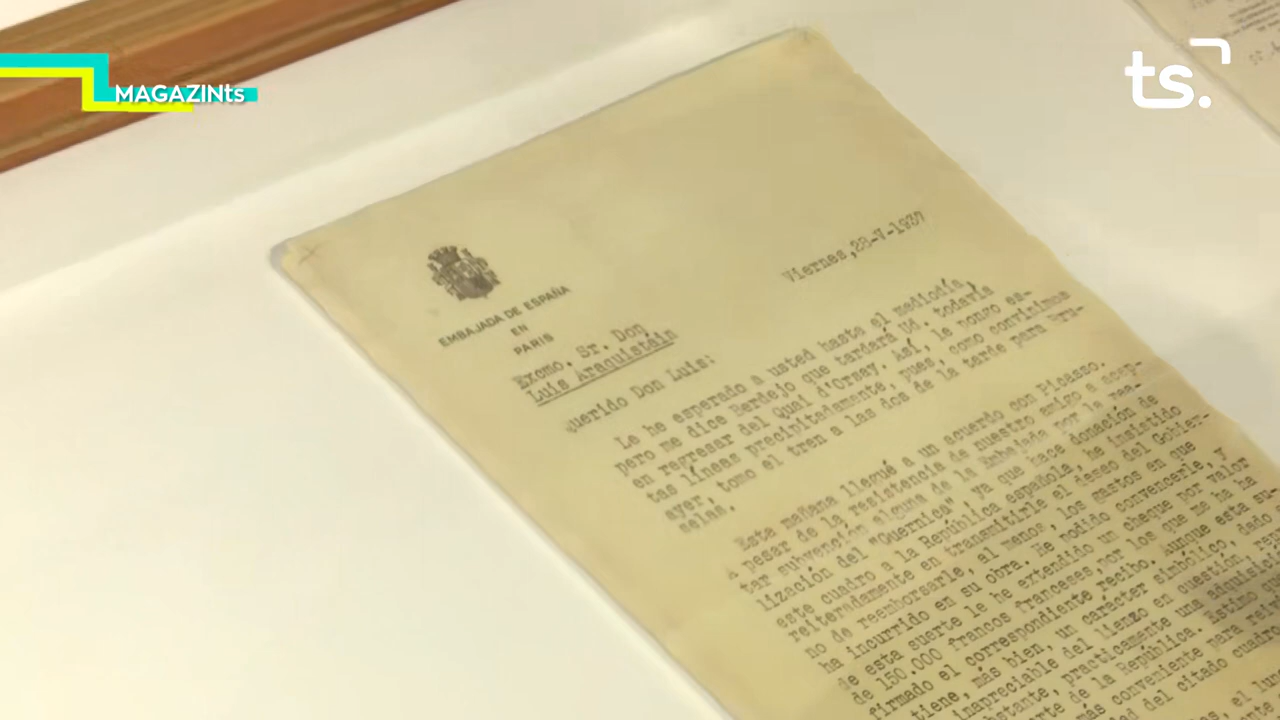 MAGAZINts
ts.
EMBAJADA DE ESPAÑA
EN
PARIS
Viernes, 28-V-1937
Excmo. Sr. Don
Luis Araquistáin
Querido Don Luis:
Le he esperado a usted hasta el mediodía
pero me dice Berdejo que tardará Ud. todavía
en regresar del Quai d'Orsay. Así, le pongo es-
tas líneas precipitadamente, pues, como convinimos
ayer, tomo el tren a las dos de la tarde para Bru-
selas.
Esta mañana llegué a un acuerdo con Picasso.
A pesar de la resistencia de nuestro amigo a acep-
tar subvención alguna de la Embajada por la rea-
lización del "Guernica", ya que hace donación de
este cuadro a la República española, he insistido
reiteradamente en transmitirle el deseo del Gobier-
no de reembolsarle, al menos, los gastos en que
ha incurrido en su obra. He podido convencerle, y
de esta suerte le he extendido un cheque por valor
de 150.000 francos franceses, por los que me ha
firmado el correspondiente recibo. Aunque esta su-
tiene, más bien, un carácter simbólico, dado
inapreciable del lienzo en cuestión,
bstante, practicamente una adquisició
rte de la República. Estimo
más conveniente para rei
d del citado cuadro
, el lun